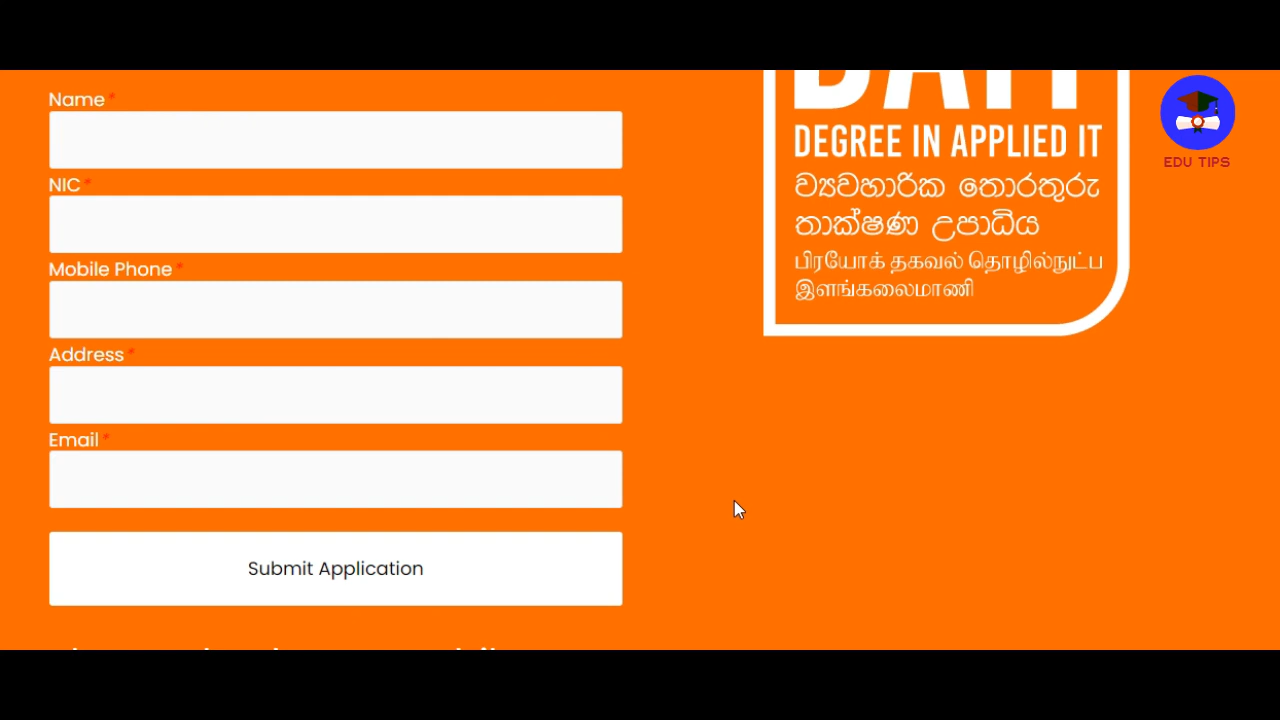 Name *
NIC *
Mobile Phone *
Address *
Email *
Submit Application
DEGREE IN APPLIED IT
ව්‍යවහාරික තොරතුරු
තාක්ෂණ උපාධිය
பிரயோக் தகவல் தொழில்நுட்ப
இளங்கலைமாணி
EDU TIPS